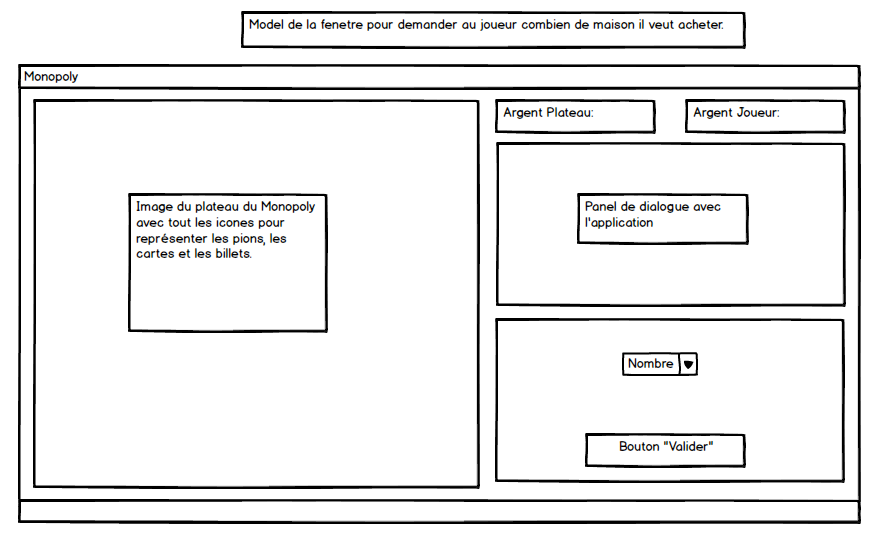 Model de la fenetre pour demander au joueur combien de maison il veut acheter.
Monopoly
Argent Plateau:
Argent Joueur:
Image du plateau du Monopoly
avec tout les icones pour
représenter les pions, les
cartes et les billets.
Panel de dialogue avec
l'application
Nombre
Bouton "Valider"